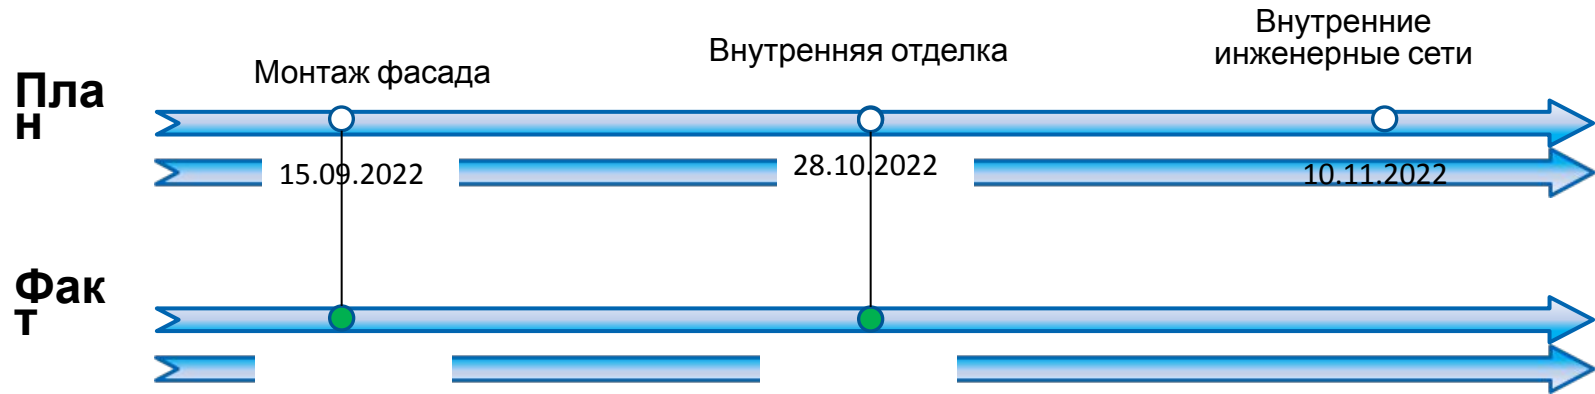 Внутренние
инженерные сети
Внутренняя отделка
Монтаж фасада
Пла
н
15.09.2022
28.10.2022
10.11.2022
Фак
т